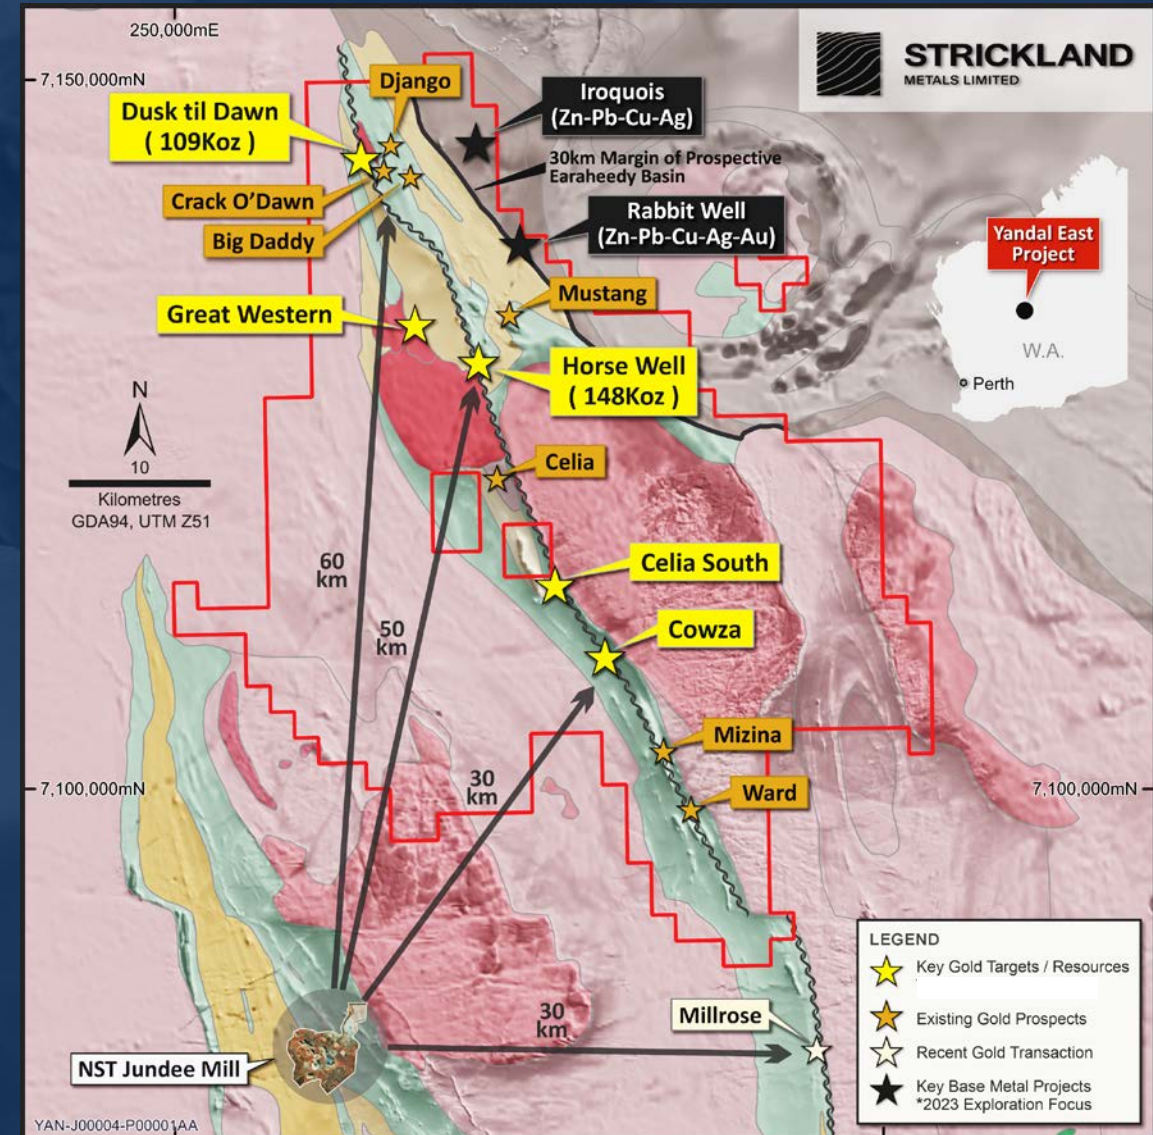 250,000mE
STRICKLAND
METALS LIMITED
7,150,000mN
Django
Dusk til Dawn
( 109Koz )
Iroquois
(Zn-Pb-Cu-Ag)
30km Margin of Prospective
Earaheedy Basin
Crack O'Dawn
Big Daddy
Rabbit Well
(Zn-Pb-Cu-Ag-Au)
Yandal East
Project
W.A.
Perth
Great Western
Mustang
Horse Well
( 148Koz )
N
10
Kilometres
GDA94, UTM Z51
Celia
60
km
50
km
Celia South
Cowza
Mizina
30
km
Ward
7,100,000mN
7,100,000mN
Millrose
30
km
NST Jundee Mill
LEGEND
Key Gold Targets / Resources
Existing Gold Prospects
Recent Gold Transaction
Key Base Metal Projects
*2023 Exploration Focus
YAN-J00004-P00001AA